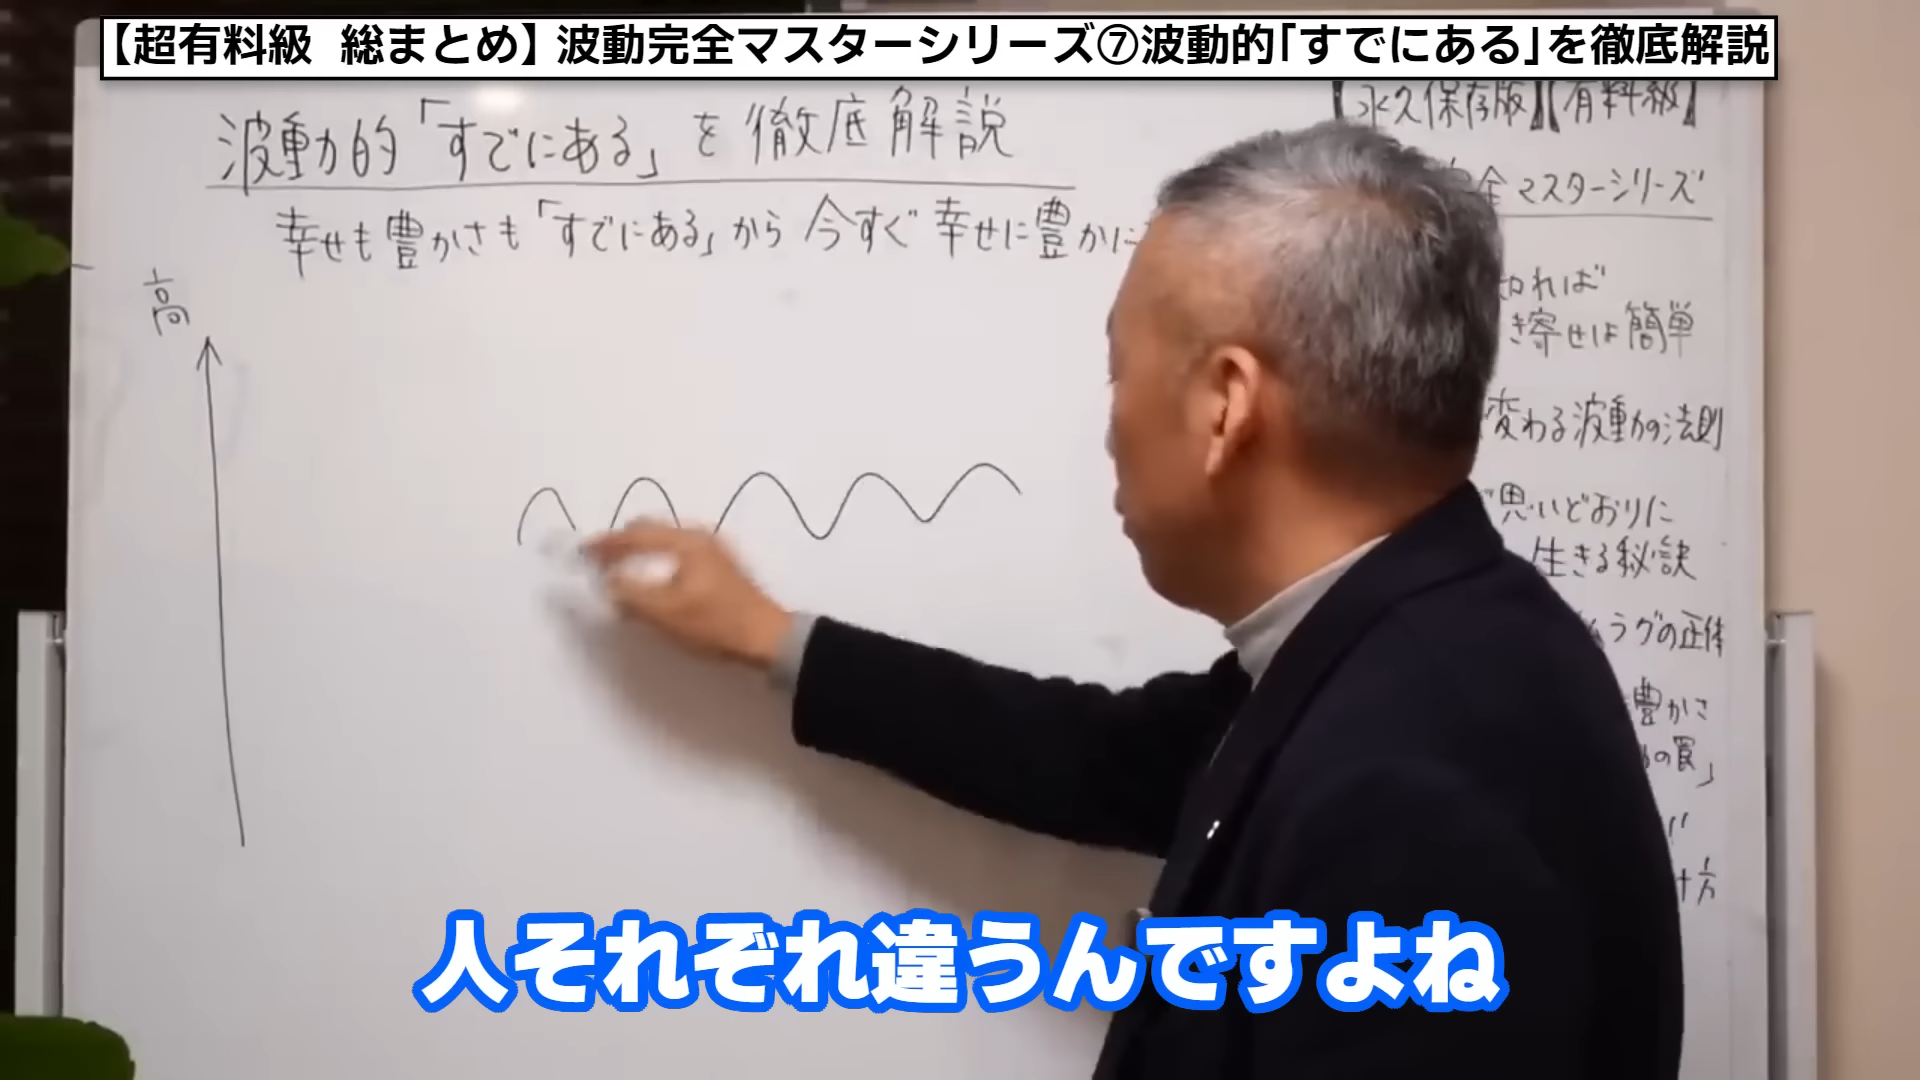 【超有料級 総まとめ】波動完全マスターシリーズ⑦波動的「すでにある」を徹底解説
波動的「すでにある」を徹底解説
幸せも豊かさも「すでにある」から今すぐ幸せに豊かに
高
【永久保存版】【有料級】
全マスターシリーズ
知れば
き寄せは簡単
変わる波動の法則
思いどおりに
生きる秘訣
ムラグの正体
豊かさ
の罠」
け方
人それぞれ違うんですよね